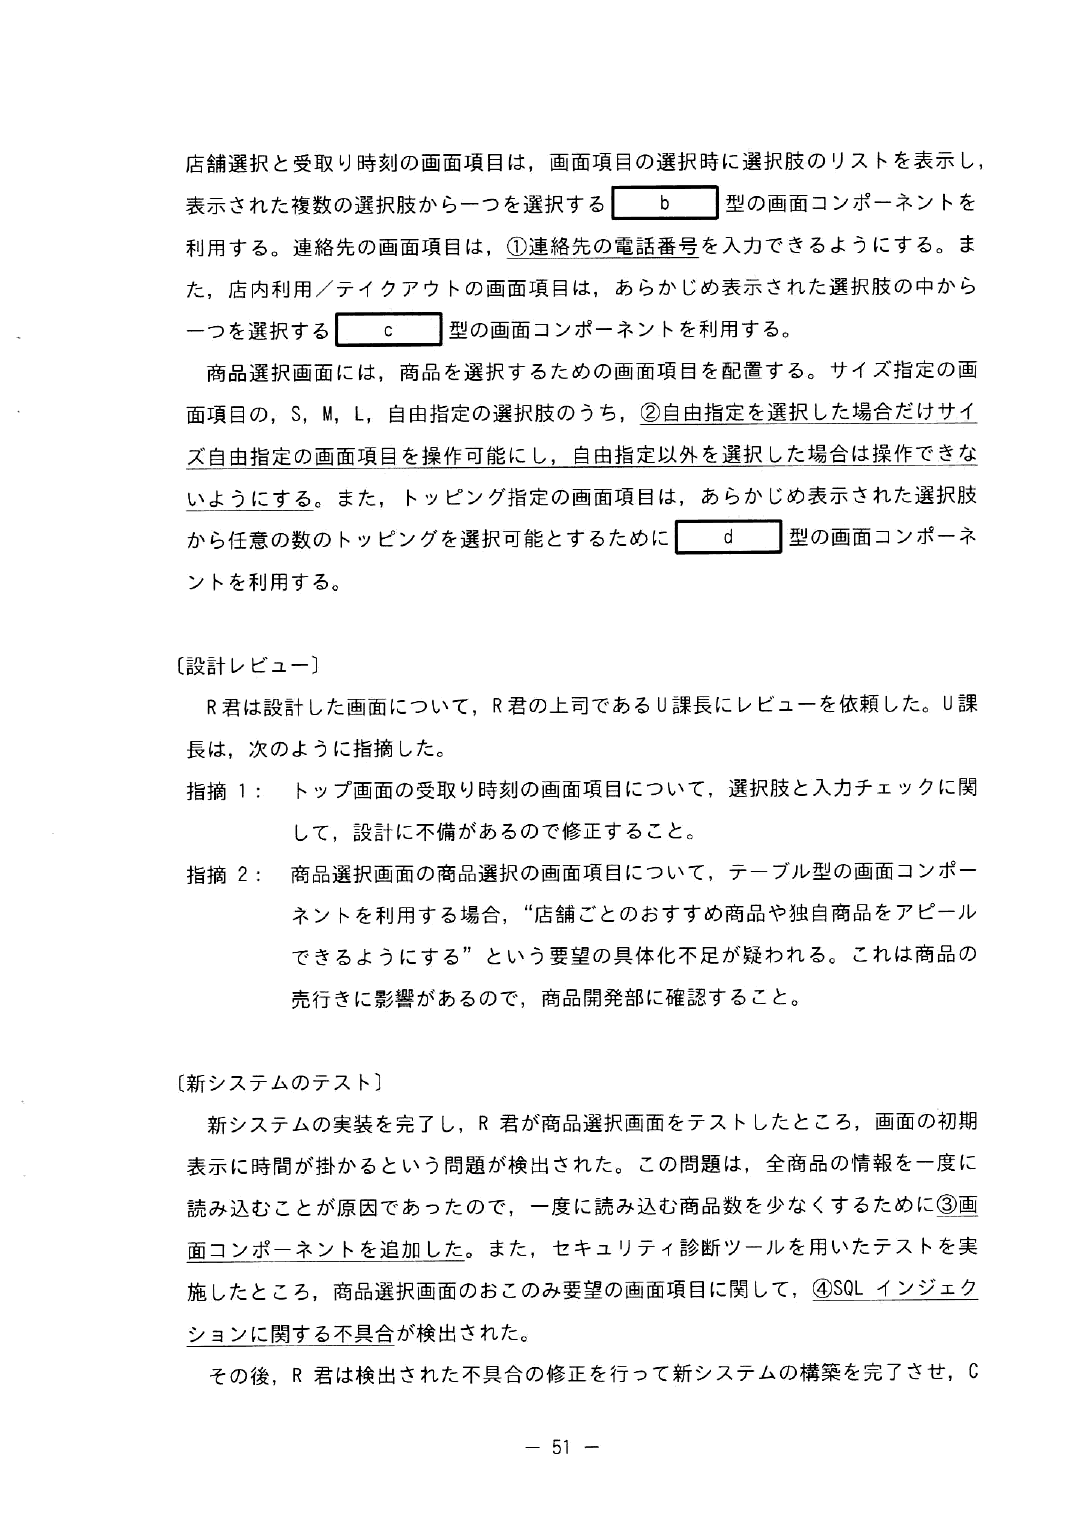 店舗選択と受取り時刻の画面項目は，画面項目の選択時に選択肢のリストを表示し，
表示された複数の選択肢から一つを選択する b 型の画面コンポーネントを
利用する。連絡先の画面項目は，①連絡先の電話番号を入力できるようにする。ま
た，店内利用／テイクアウトの画面項目は，あらかじめ表示された選択肢の中から
一つを選択する c 型の画面コンポーネントを利用する。
商品選択画面には，商品を選択するための画面項目を配置する。サイズ指定の画
面項目の，S，M，L，自由指定の選択肢のうち，②自由指定を選択した場合だけサイ
ズ自由指定の画面項目を操作可能にし，自由指定以外を選択した場合は操作できな
いようにする。また，トッピング指定の画面項目は，あらかじめ表示された選択肢
から任意の数のトッピングを選択可能とするために d 型の画面コンポーネ
ントを利用する。
〔設計レビュー〕
R君は設計した画面について，R君の上司であるU課長にレビューを依頼した。U課
長は，次のように指摘した。
指摘 1： トップ画面の受取り時刻の画面項目について，選択肢と入力チェックに関
して，設計に不備があるので修正すること。
指摘 2： 商品選択画面の商品選択の画面項目について，テーブル型の画面コンポー
ネントを利用する場合，“店舗ごとのおすすめ商品や独自商品をアピール
できるようにする”という要望の具体化不足が疑われる。これは商品の
売行きに影響があるので，商品開発部に確認すること。
〔新システムのテスト〕
新システムの実装を完了し，R 君が商品選択画面をテストしたところ，画面の初期
表示に時間が掛かるという問題が検出された。この問題は，全商品の情報を一度に
読み込むことが原因であったので，一度に読み込む商品数を少なくするために③画
面コンポーネントを追加した。また，セキュリティ診断ツールを用いたテストを実
施したところ，商品選択画面のおこのみ要望の画面項目に関して，④SQL インジェク
ションに関する不具合が検出された。
その後，R 君は検出された不具合の修正を行って新システムの構築を完了させ，C
－ 51 －